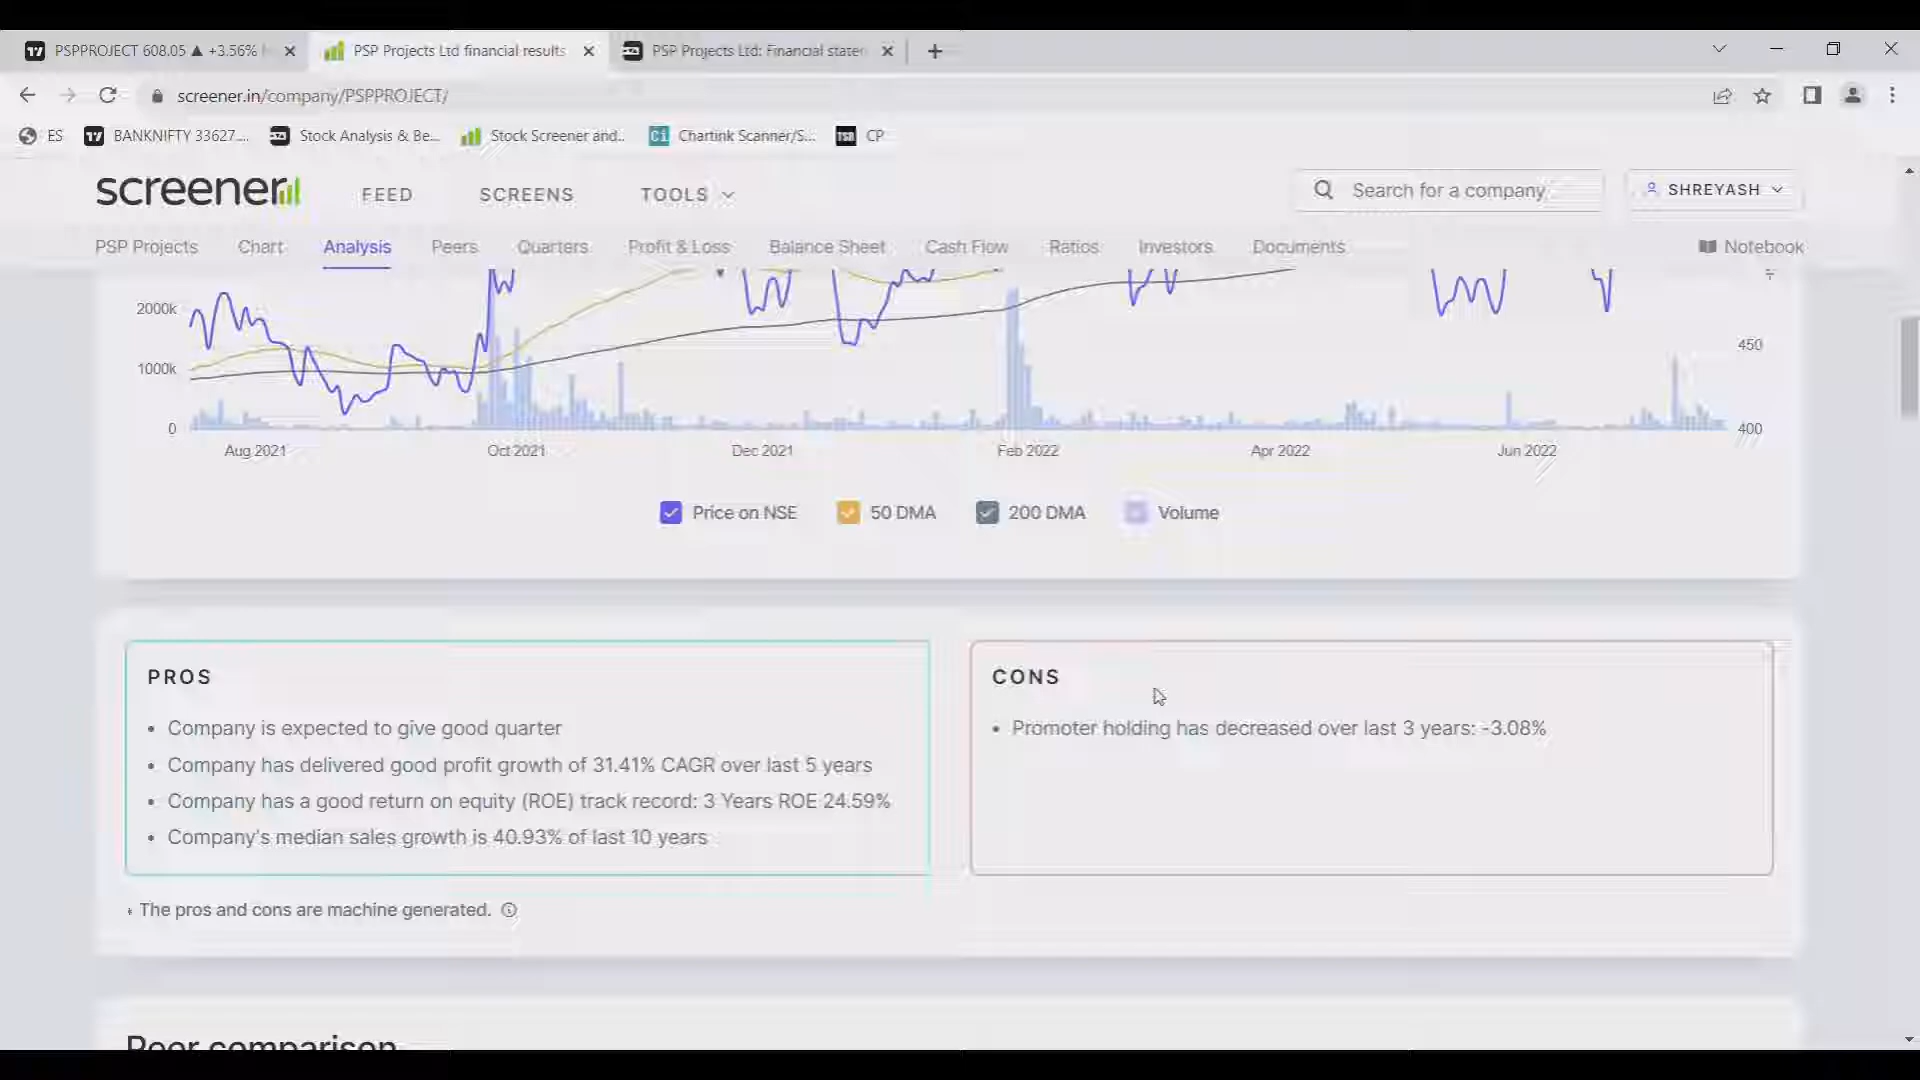 PSPPROJECT 608.05 ▲ +3.56%
PSP Projects Ltd financial results
PSP Projects Ltd: Financial staten
screener.in/company/PSPPROJECT/
ES
BANKNIFTY 33627....
Stock Analysis & Be...
Stock Screener and...
Chartink Scanner/S...
CP
screener
FEED
SCREENS
TOOLS
Search for a company
SHREYASH
PSP Projects
Chart
Analysis
Peers
Quarters
Profit & Loss
Balance Sheet
Cash Flow
Ratios
Investors
Documents
Notebook
2000k
1000k
0
450
400
Aug 2021
Oct 2021
Dec 2021
Feb 2022
Apr 2022
Jun 2022
Price on NSE
50 DMA
200 DMA
Volume
PROS
• Company is expected to give good quarter
• Company has delivered good profit growth of 31.41% CAGR over last 5 years
• Company has a good return on equity (ROE) track record: 3 Years ROE 24.59%
• Company's median sales growth is 40.93% of last 10 years
CONS
• Promoter holding has decreased over last 3 years: -3.08%
* The pros and cons are machine generated.
Peer comparison